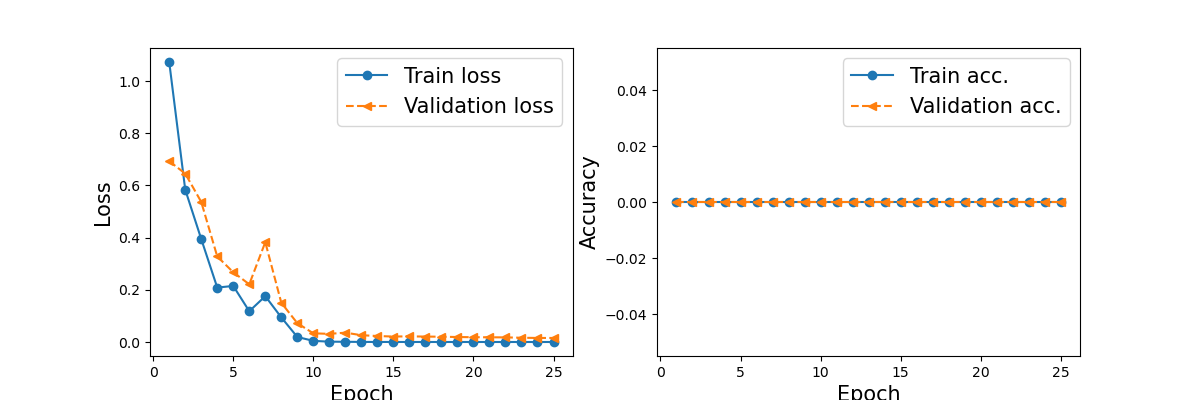 Loss
1.0
0.8
0.6
0.4
0.2
0.0
0 5 10 15 20 25
Epoch
Train loss
Validation loss
Accuracy
0.04
0.02
0.00
−0.02
−0.04
0 5 10 15 20 25
Epoch
Train acc.
Validation acc.